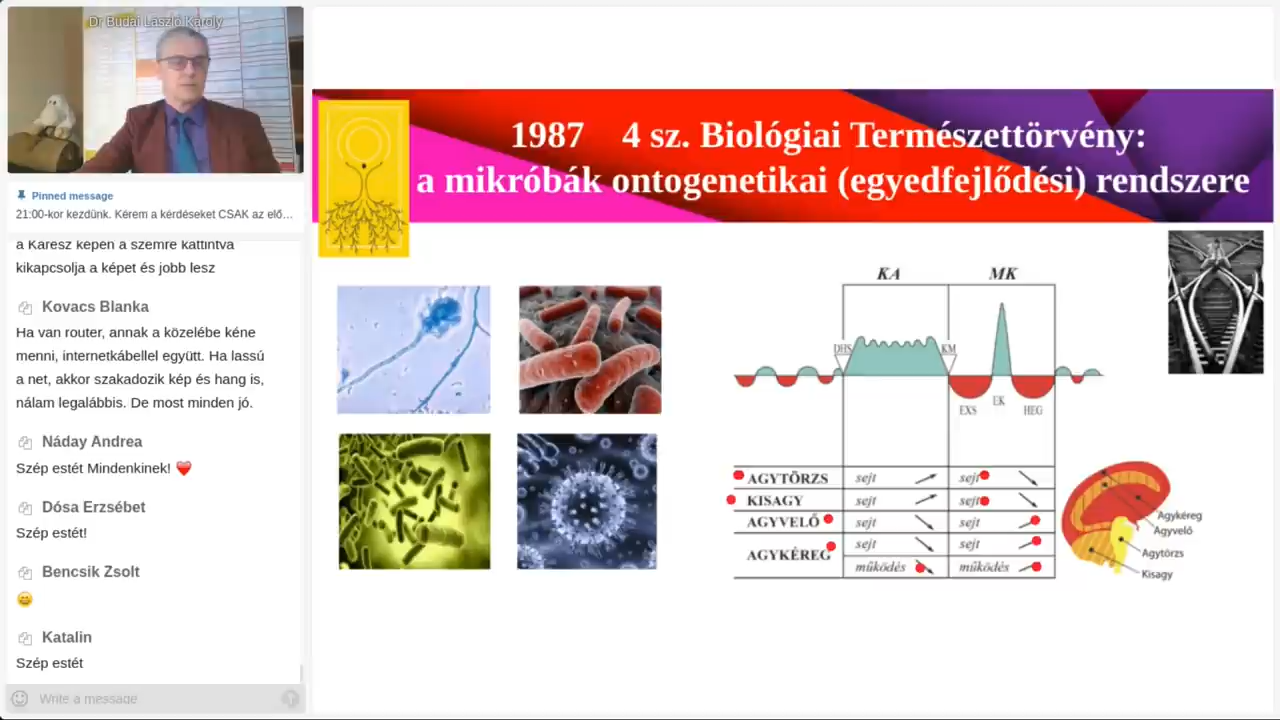 Dr Budai László Károly
Pinned message
21:00-kor kezdünk. Kérem a kérdéseket CSAK az elő…
a Karesz képen a szemre kattintva
kikapcsolja a képet és jobb lesz
Kovacs Blanka
Ha van router, annak a közelébe kéne
menni, internetkábellel együtt. Ha lassú
a net, akkor szakadozik kép és hang is,
nálam legalábbis. De most minden jó.
Náday Andrea
Szép estét Mindenkinek! ❤️
Dósa Erzsébet
Szép estét!
Bencsik Zsolt
😄
Katalin
Szép estét
Write a message
1987 4 sz. Biológiai Természettörvény:
a mikróbák ontogenetikai (egyedfejlődési) rendszere
KA MK
DHS KM
EXS EK HEG
AGYTÖRZS sejt sejt
KISAGY sejt sejt
AGYVELŐ sejt sejt
AGYKÉREG sejt sejt
működés működés
Agykéreg
Agyvelő
Agytörzs
Kisagy